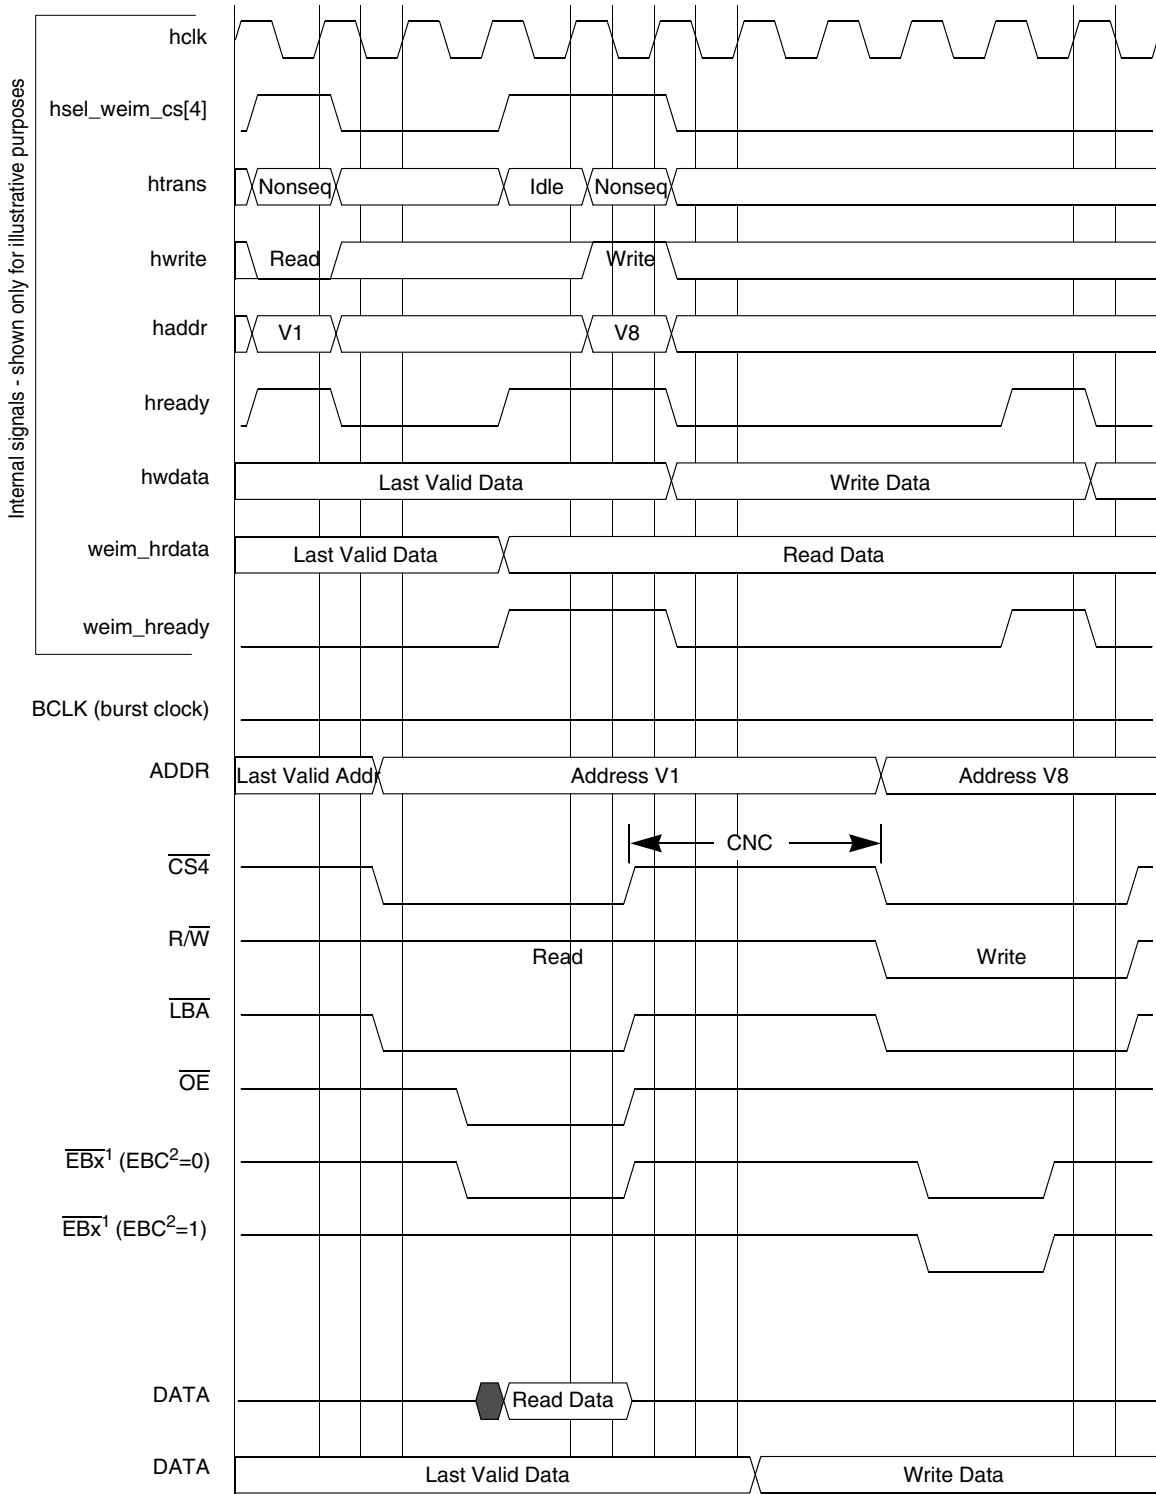 Internal signals - shown only for illustrative purposes
hclk
hsel_weim_cs[4]
htrans Nonseq Idle Nonseq
hwrite Read Write
haddr V1 V8
hready
hwdata Last Valid Data Write Data
weim_hrdata Last Valid Data Read Data
weim_hready
BCLK (burst clock)
ADDR Last Valid Addr Address V1 Address V8
CNC
CS4
R/W Read Write
LBA
OE
EBx1 (EBC2=0)
EBx1 (EBC2=1)
DATA Read Data
DATA Last Valid Data Write Data